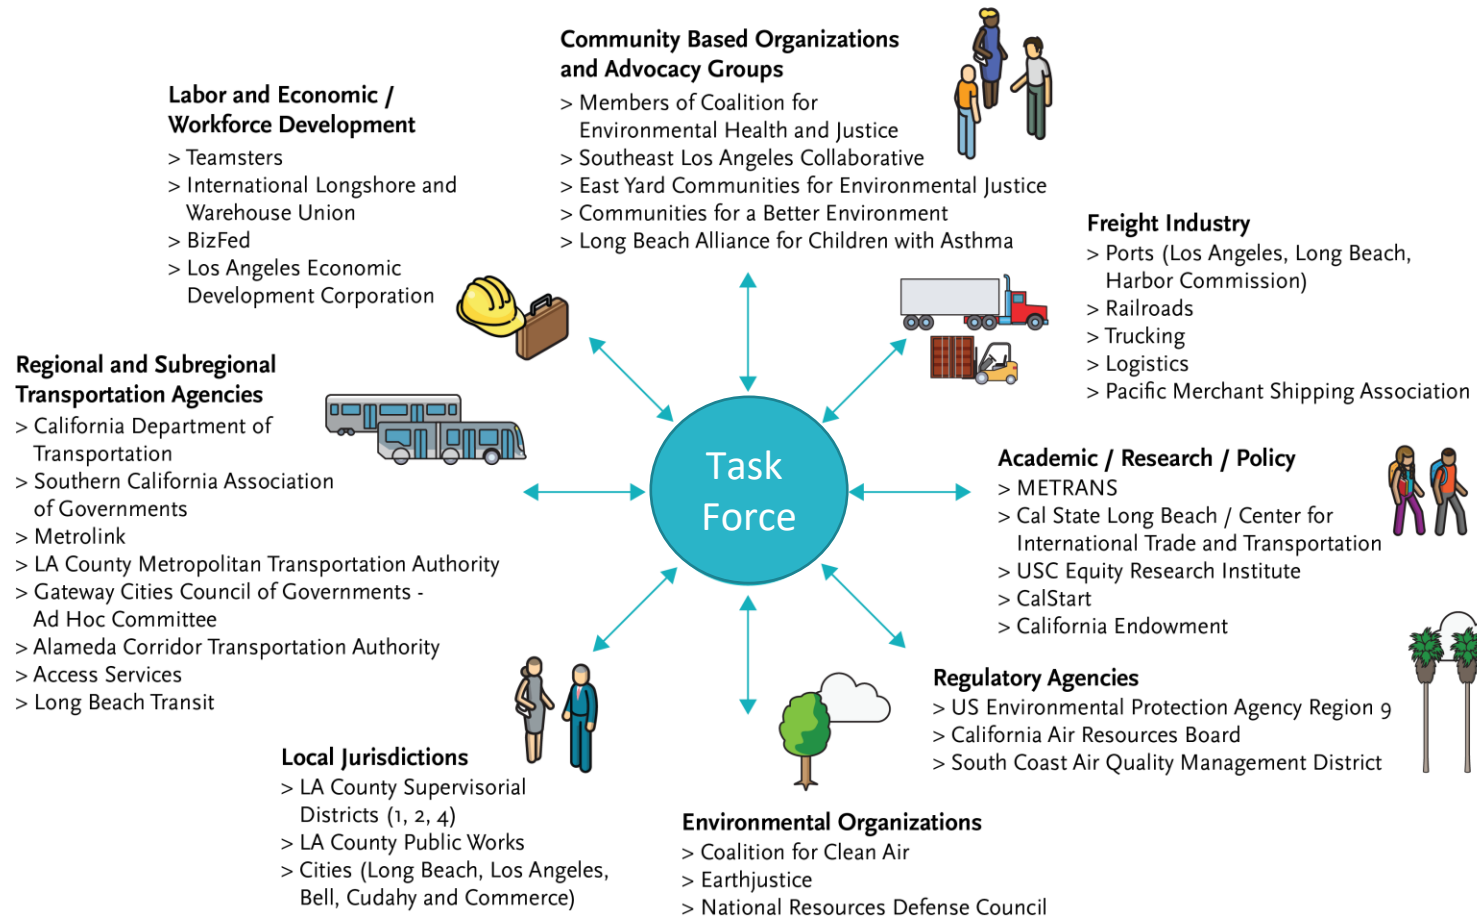 Community Based Organizations
and Advocacy Groups
> Members of Coalition for
Environmental Health and Justice
> Southeast Los Angeles Collaborative
> East Yard Communities for Environmental Justice
> Communities for a Better Environment
> Long Beach Alliance for Children with Asthma
Labor and Economic /
Workforce Development
> Teamsters
> International Longshore and
Warehouse Union
> BizFed
> Los Angeles Economic
Development Corporation
Freight Industry
> Ports (Los Angeles, Long Beach,
Harbor Commission)
> Railroads
> Trucking
> Logistics
> Pacific Merchant Shipping Association
Regional and Subregional
Transportation Agencies
> California Department of
Transportation
> Southern California Association
of Governments
> Metrolink
> LA County Metropolitan Transportation Authority
> Gateway Cities Council of Governments -
Ad Hoc Committee
> Alameda Corridor Transportation Authority
> Access Services
> Long Beach Transit
Task
Force
Academic / Research / Policy
> METRANS
> Cal State Long Beach / Center for
International Trade and Transportation
> USC Equity Research Institute
> CalStart
> California Endowment
Regulatory Agencies
> US Environmental Protection Agency Region 9
> California Air Resources Board
> South Coast Air Quality Management District
Local Jurisdictions
> LA County Supervisorial
Districts (1, 2, 4)
> LA County Public Works
> Cities (Long Beach, Los Angeles,
Bell, Cudahy and Commerce)
Environmental Organizations
> Coalition for Clean Air
> Earthjustice
> National Resources Defense Council